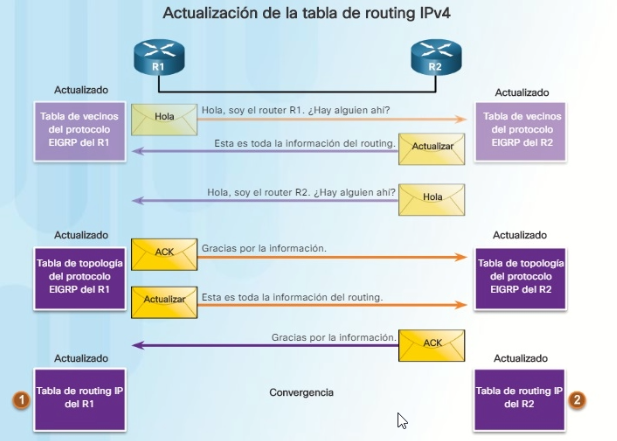 Actualización de la tabla de routing IPv4
R1
R2
Actualizado
Actualizado
Tabla de vecinos
del protocolo
EIGRP del R1
Hola
Hola, soy el router R1. ¿Hay alguien ahí?
Tabla de vecinos
del protocolo
EIGRP del R2
Esta es toda la información del routing.
Actualizar
Hola, soy el router R2. ¿Hay alguien ahí?
Hola
Actualizado
Actualizado
Tabla de topología
del protocolo
EIGRP del R1
ACK
Gracias por la información.
Tabla de topología
del protocolo
EIGRP del R2
Actualizar
Esta es toda la información del routing.
Gracias por la información.
ACK
Actualizado
Actualizado
1
Tabla de routing IP
del R1
Convergencia
Tabla de routing IP
del R2
2